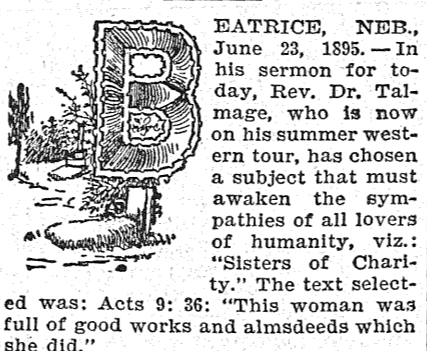 BEATRICE, NEB.,
June 23, 1895.—In
his sermon for to-
day, Rev. Dr. Tal-
mage, who is now
on his summer west-
ern tour, has chosen
a subject that must
awaken the sym-
pathies of all lovers
of humanity, viz.:
"Sisters of Chari-
ty." The text select-
ed was: Acts 9: 36: "This woman was
full of good works and almsdeeds which
she did."